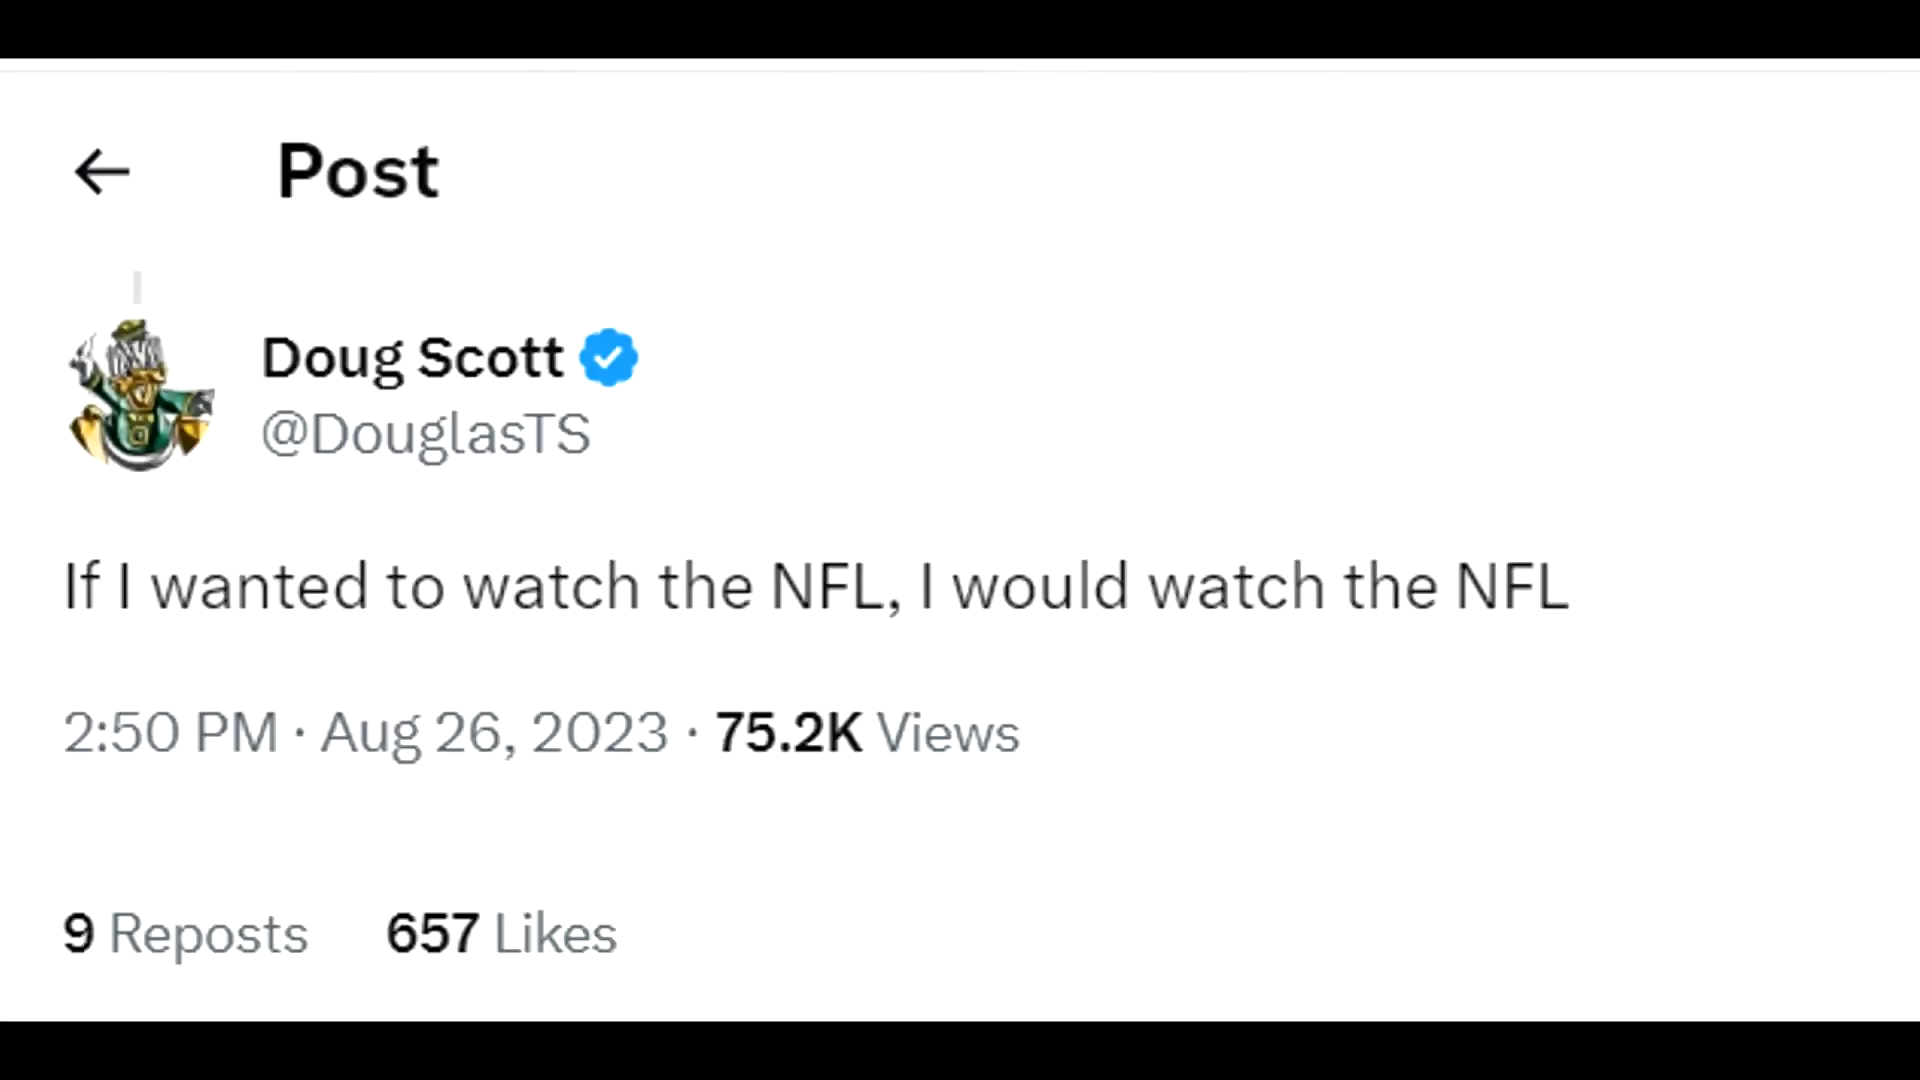 Post
Doug Scott
@DouglasTS
If I wanted to watch the NFL, I would watch the NFL
2:50 PM · Aug 26, 2023 · 75.2K Views
9 Reposts 657 Likes